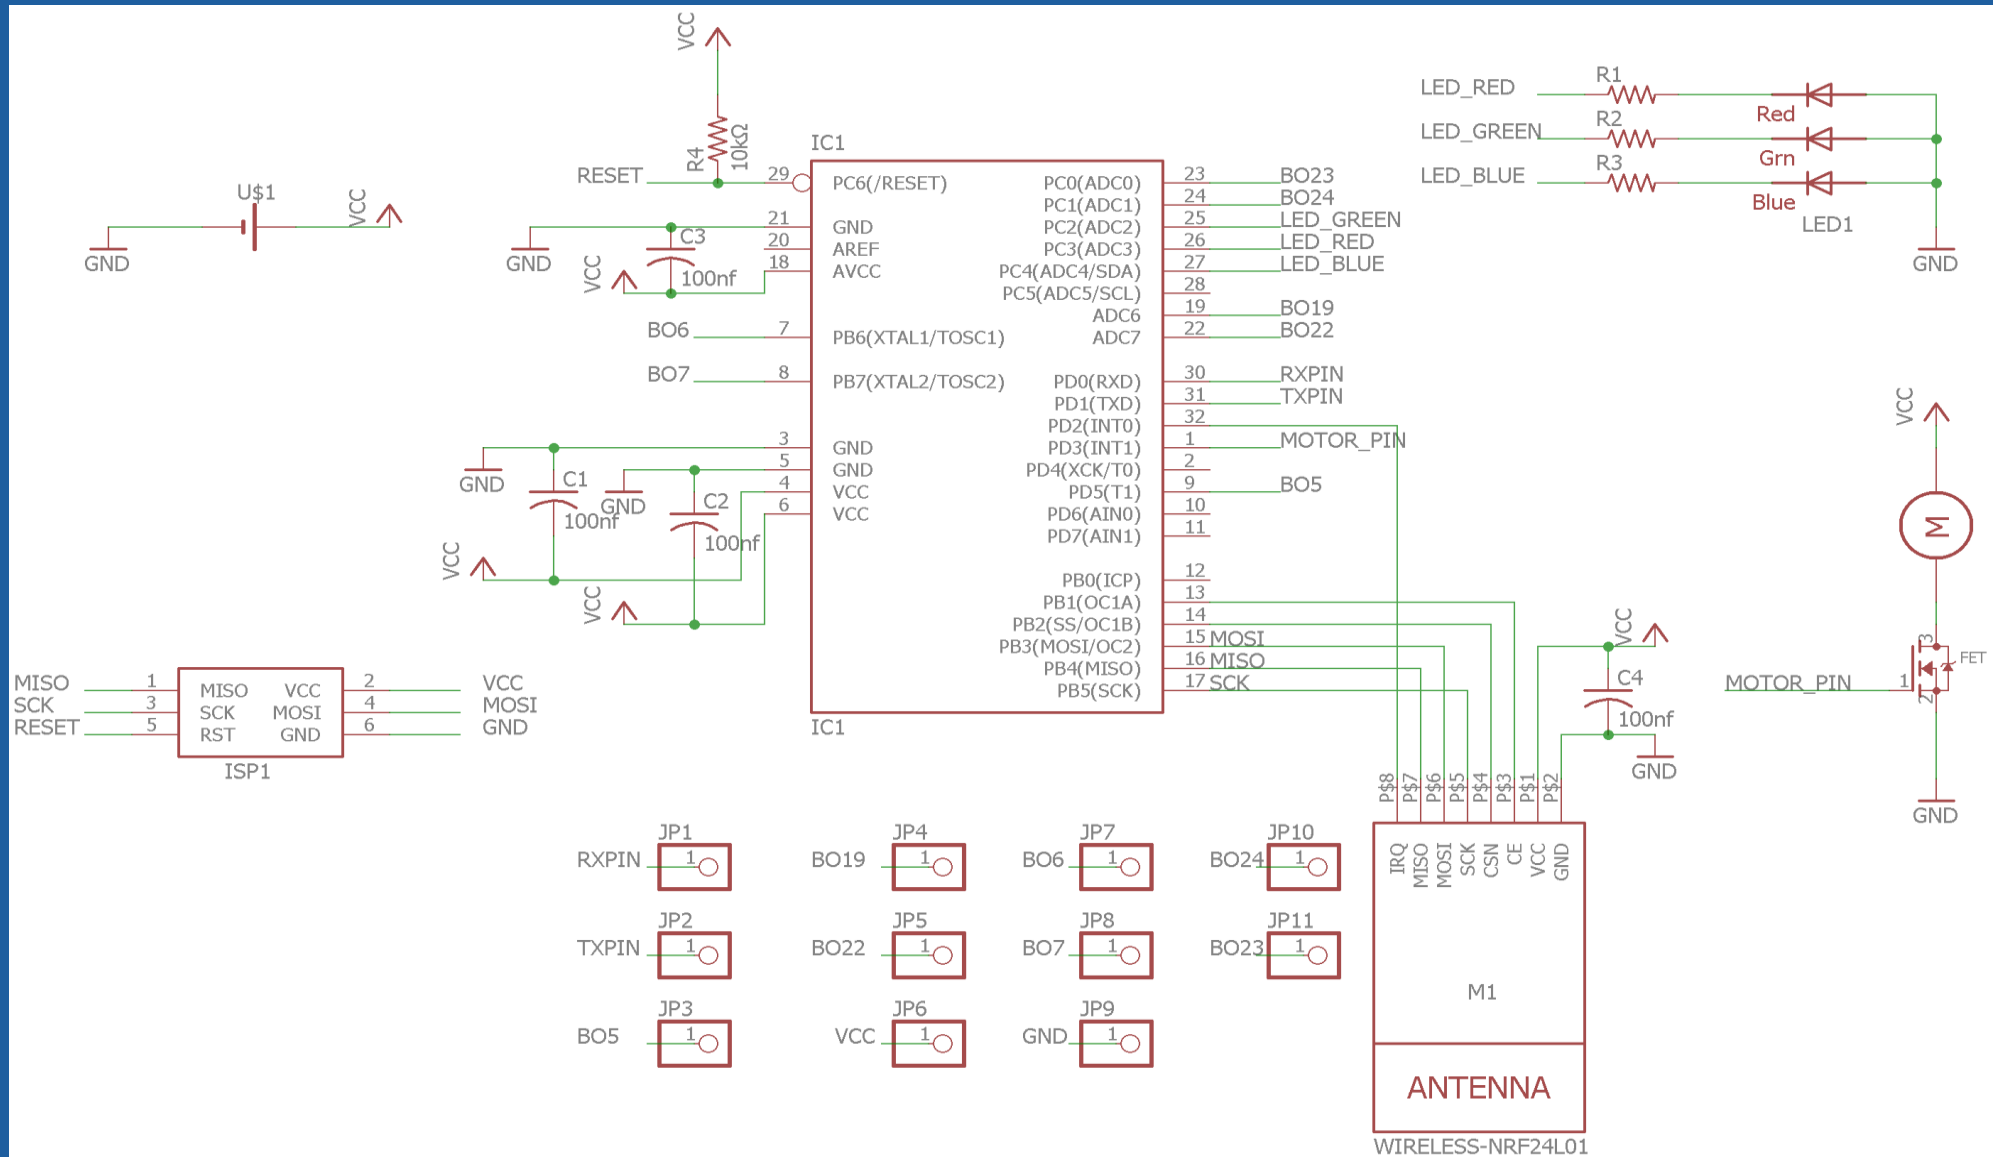 VCC
R4
10kΩ
RESET
U$1
VCC
GND
GND
C3
100nf
VCC
BO6
BO7
GND
C1
100nf
GND
C2
100nf
VCC
VCC
IC1
29 PC6(/RESET)
21 GND
20 AREF
18 AVCC
7 PB6(XTAL1/TOSC1)
8 PB7(XTAL2/TOSC2)
3 GND
5 GND
4 VCC
6 VCC
PC0(ADC0) 23 BO23
PC1(ADC1) 24 BO24
PC2(ADC2) 25 LED_GREEN
PC3(ADC3) 26 LED_RED
PC4(ADC4/SDA) 27 LED_BLUE
PC5(ADC5/SCL) 28
ADC6 19 BO19
ADC7 22 BO22
PD0(RXD) 30 RXPIN
PD1(TXD) 31 TXPIN
PD2(INT0) 32
PD3(INT1) 1 MOTOR_PIN
PD4(XCK/T0) 2
PD5(T1) 9 BO5
PD6(AIN0) 10
PD7(AIN1) 11
PB0(ICP) 12
PB1(OC1A) 13
PB2(SS/OC1B) 14
PB3(MOSI/OC2) 15 MOSI
PB4(MISO) 16 MISO
PB5(SCK) 17 SCK
IC1
LED_RED R1 Red
LED_GREEN R2 Grn
LED_BLUE R3 Blue
LED1
GND
VCC
M
3
FET
MOTOR_PIN 1
2
GND
MISO 1 MISO VCC 2 VCC
SCK 3 SCK MOSI 4 MOSI
RESET 5 RST GND 6 GND
ISP1
VCC
C4
100nf
GND
P$8 P$7 P$6 P$5 P$4 P$3 P$1 P$2
IRQ MISO MOSI SCK CSN CE VCC GND
M1
ANTENNA
WIRELESS-NRF24L01
JP1 JP4 JP7 JP10
RXPIN 1 BO19 1 BO6 1 BO24 1
JP2 JP5 JP8 JP11
TXPIN 1 BO22 1 BO7 1 BO23 1
JP3 JP6 JP9
BO5 1 VCC 1 GND 1